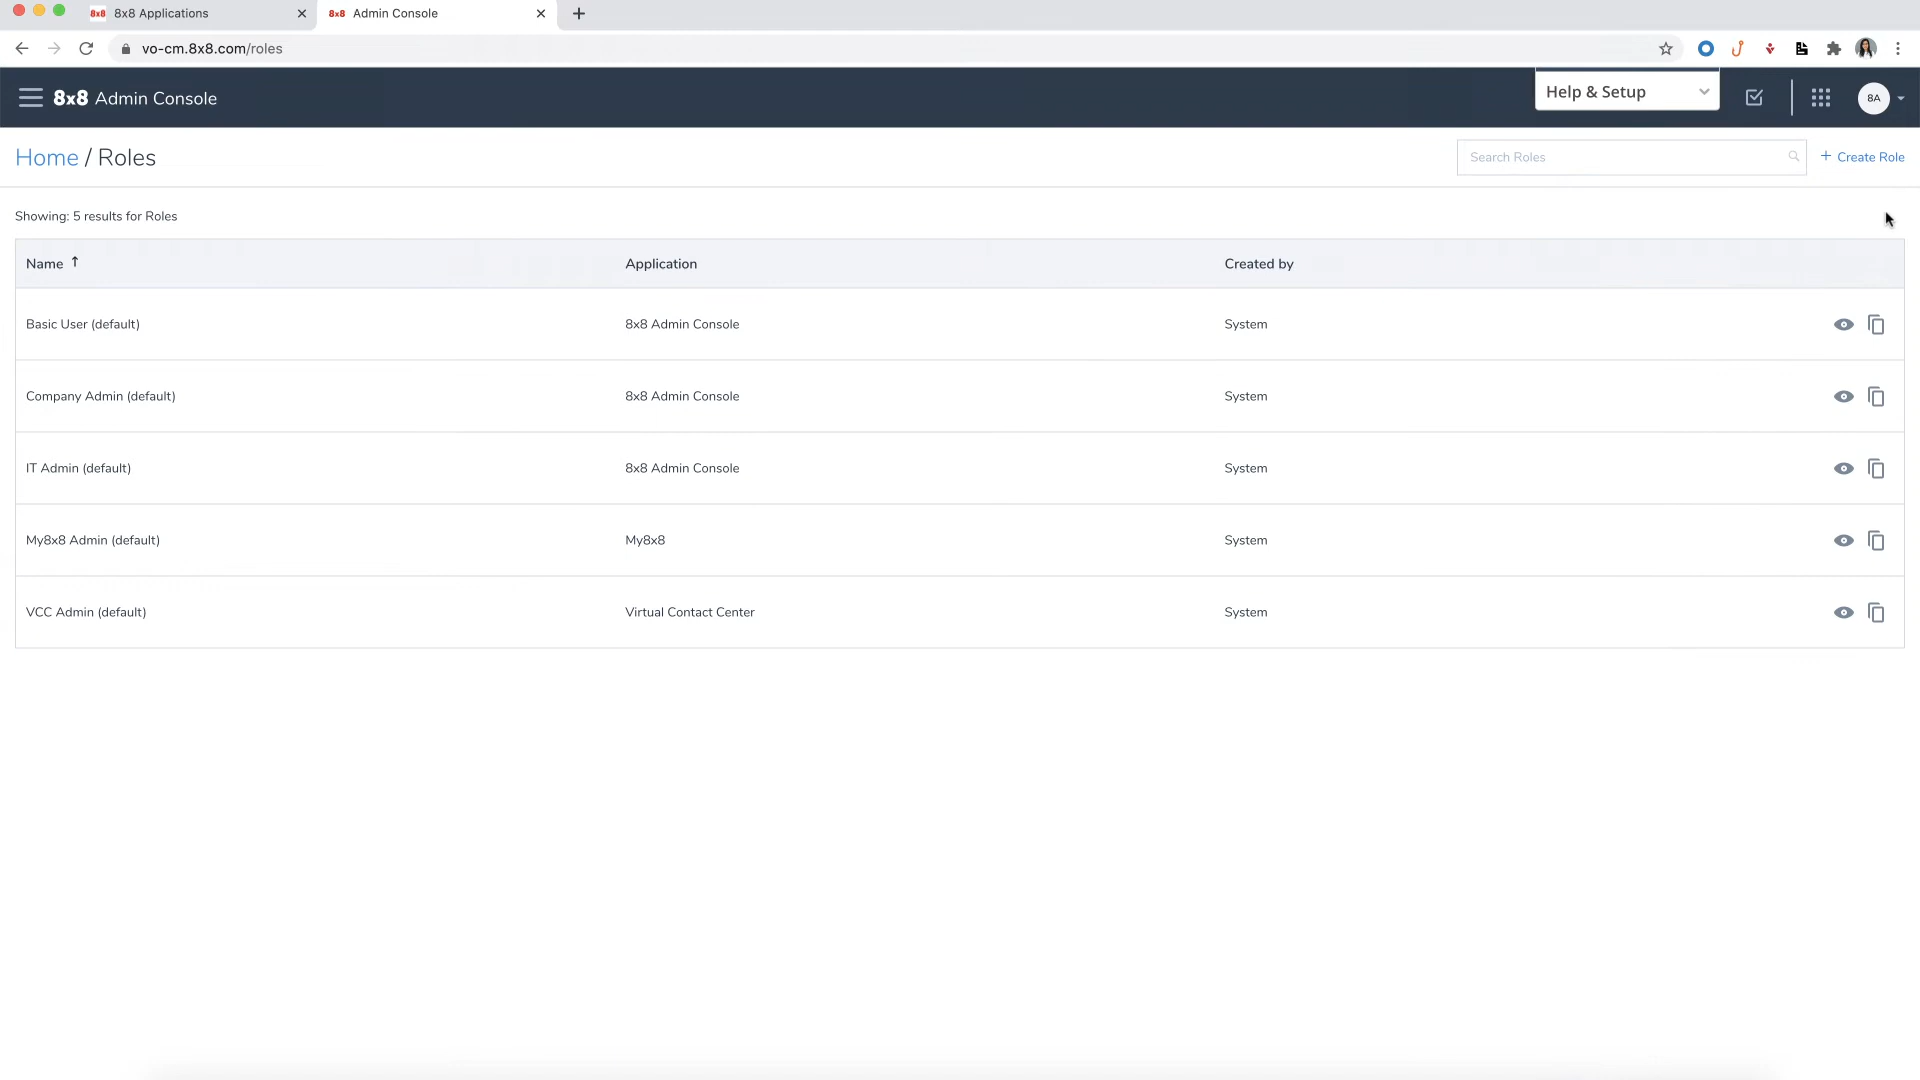 8x8 8x8 Applications
8x8 Admin Console
vo-cm.8x8.com/roles
8x8 Admin Console
Help & Setup
8A
Home / Roles
Search Roles
+ Create Role
Showing: 5 results for Roles
Name ↑ Application Created by
Basic User (default) 8x8 Admin Console System
Company Admin (default) 8x8 Admin Console System
IT Admin (default) 8x8 Admin Console System
My8x8 Admin (default) My8x8 System
VCC Admin (default) Virtual Contact Center System